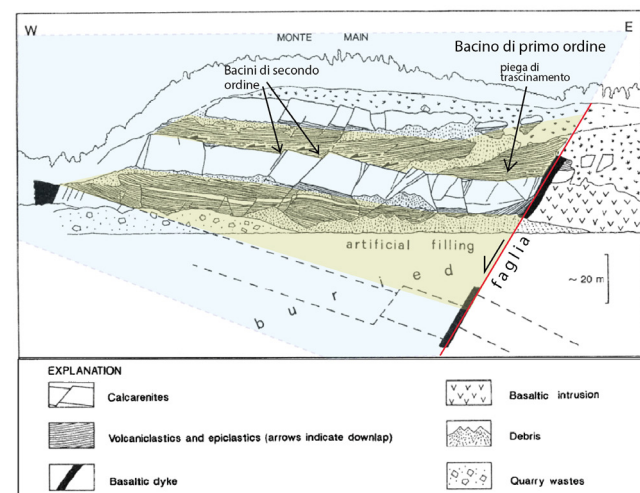 W
E
MONTE MAIN
Bacino di primo ordine
piega di
trascinamento
Bacini di secondo
ordine
artificial filling
buried
faglia
~ 20 m
EXPLANATION
Calcarenites
Volcaniclastics and epiclastics (arrows indicate downlap)
Basaltic dyke
Basaltic intrusion
Debris
Quarry wastes